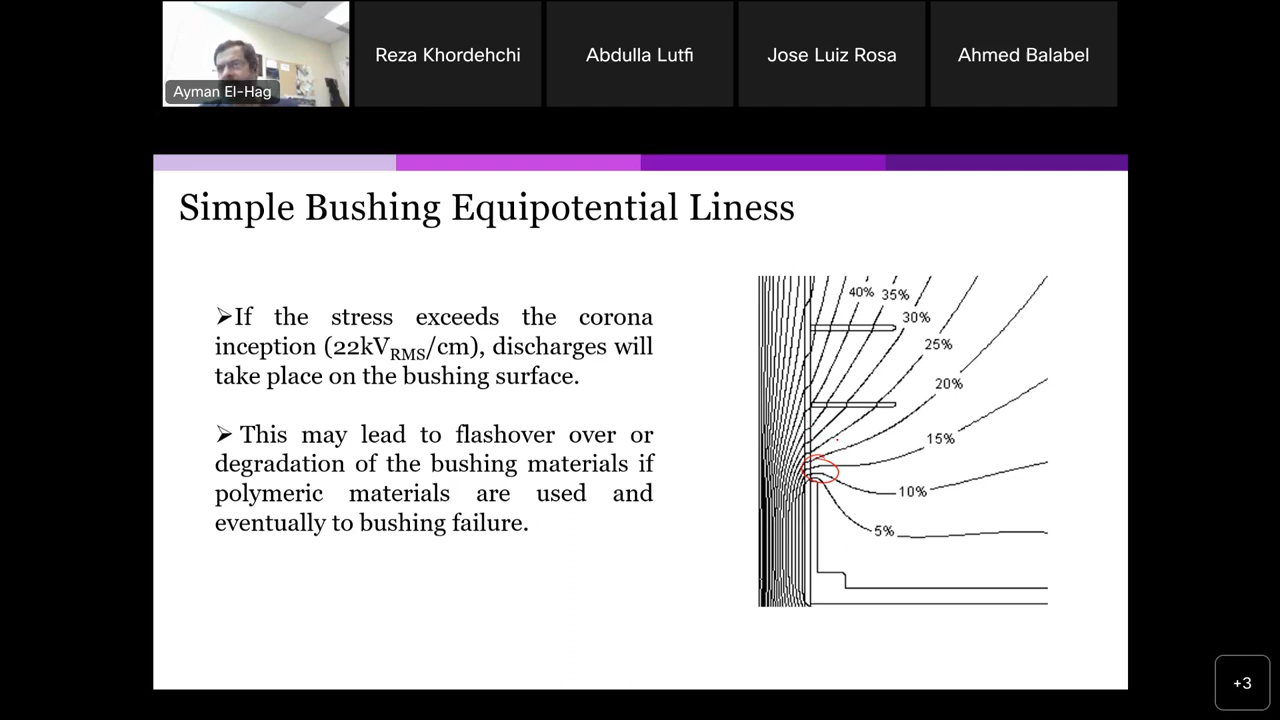 Ayman El-Hag
Reza Khordehchi
Abdulla Lutfi
Jose Luiz Rosa
Ahmed Balabel
Simple Bushing Equipotential Liness
➢If the stress exceeds the corona
inception (22kVRMS/cm), discharges will
take place on the bushing surface.
➢ This may lead to flashover over or
degradation of the bushing materials if
polymeric materials are used and
eventually to bushing failure.
40% 35%
30%
25%
20%
15%
10%
5%
+3